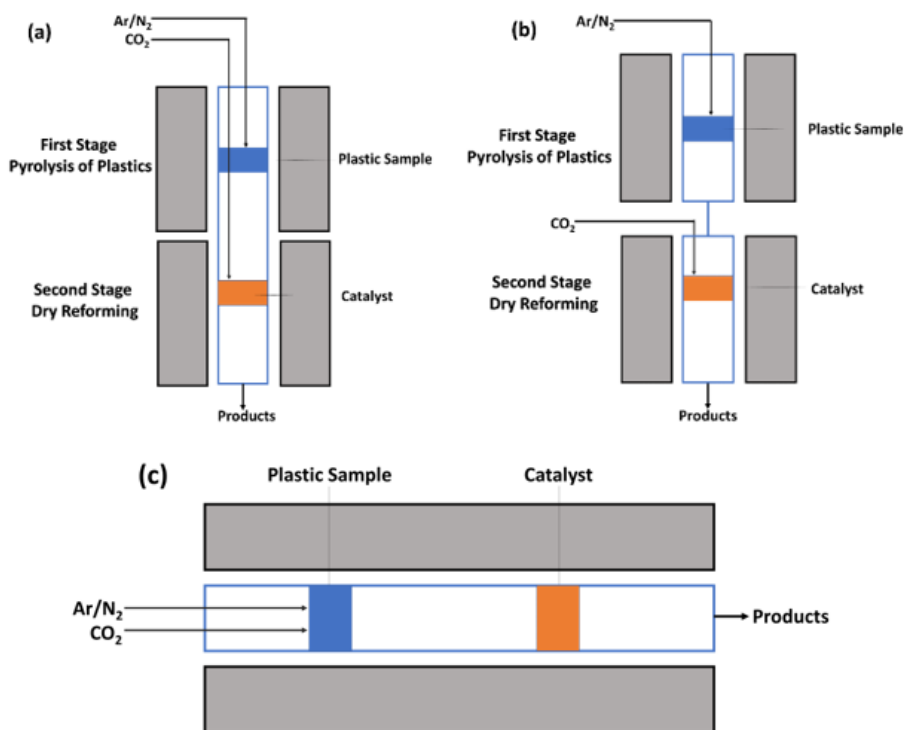 (a)
Ar/N₂
CO₂
First Stage
Pyrolysis of Plastics
Plastic Sample
Second Stage
Dry Reforming
Catalyst
Products
(b)
Ar/N₂
First Stage
Pyrolysis of Plastics
Plastic Sample
CO₂
Second Stage
Dry Reforming
Catalyst
Products
(c)
Plastic Sample
Catalyst
Ar/N₂
CO₂
Products